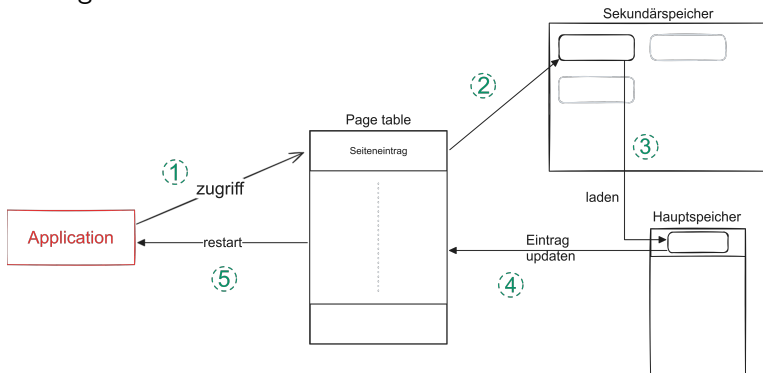 Sekundärspeicher
2
Page table
Seiteneintrag
3
1
zugriff
laden
Hauptspeicher
Application
restart
Eintrag
updaten
5
4